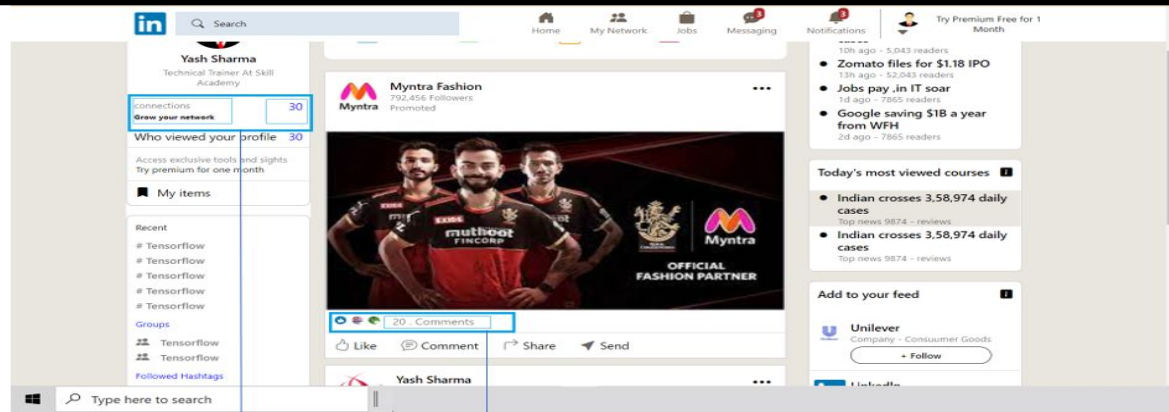 in
Search
Home
My Network
Jobs
Messaging
3
Notifications
3
Try Premium Free for 1
Month
Yash Sharma
Technical Trainer At Skill
Academy
connections 30
Grow your network
Who viewed your profile 30
Access exclusive tools and sights
Try premium for one month
My items
Recent
# Tensorflow
# Tensorflow
# Tensorflow
# Tensorflow
# Tensorflow
Groups
Tensorflow
Tensorflow
Followed Hashtags
Myntra Fashion
792,456 Followers
Promoted
Myntra
muthoot
FINCORP
Myntra
OFFICIAL
FASHION PARTNER
20 . Comments
Like
Comment
Share
Send
Yash Sharma
10h ago - 5,043 readers
Zomato files for $1.18 IPO
13h ago - 52,043 readers
Jobs pay ,in IT soar
1d ago - 7865 readers
Google saving $1B a year
from WFH
2d ago - 7865 readers
Today's most viewed courses
Indian crosses 3,58,974 daily
cases
Top news 9874 - reviews
Indian crosses 3,58,974 daily
cases
Top news 9874 - reviews
Add to your feed
Unilever
Company - Consuumer Goods
+ Follow
LinkedIn
Type here to search